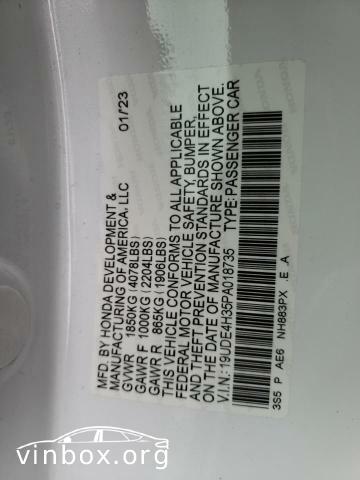 MFD. BY HONDA DEVELOPMENT &
MANUFACTURING OF AMERICA, LLC 01/23
GVWR 1850KG (4078LBS)
GAWR F 1000KG (2204LBS)
GAWR R 865KG (1906LBS)
THIS VEHICLE CONFORMS TO ALL APPLICABLE
FEDERAL MOTOR VEHICLE SAFETY, BUMPER,
AND THEFT PREVENTION STANDARDS IN EFFECT
ON THE DATE OF MANUFACTURE SHOWN ABOVE.
V.I.N.: 19UDE4H35PA018735 TYPE: PASSENGER CAR
3S5 P AE6 NH883PX .E .A
vinbox.org